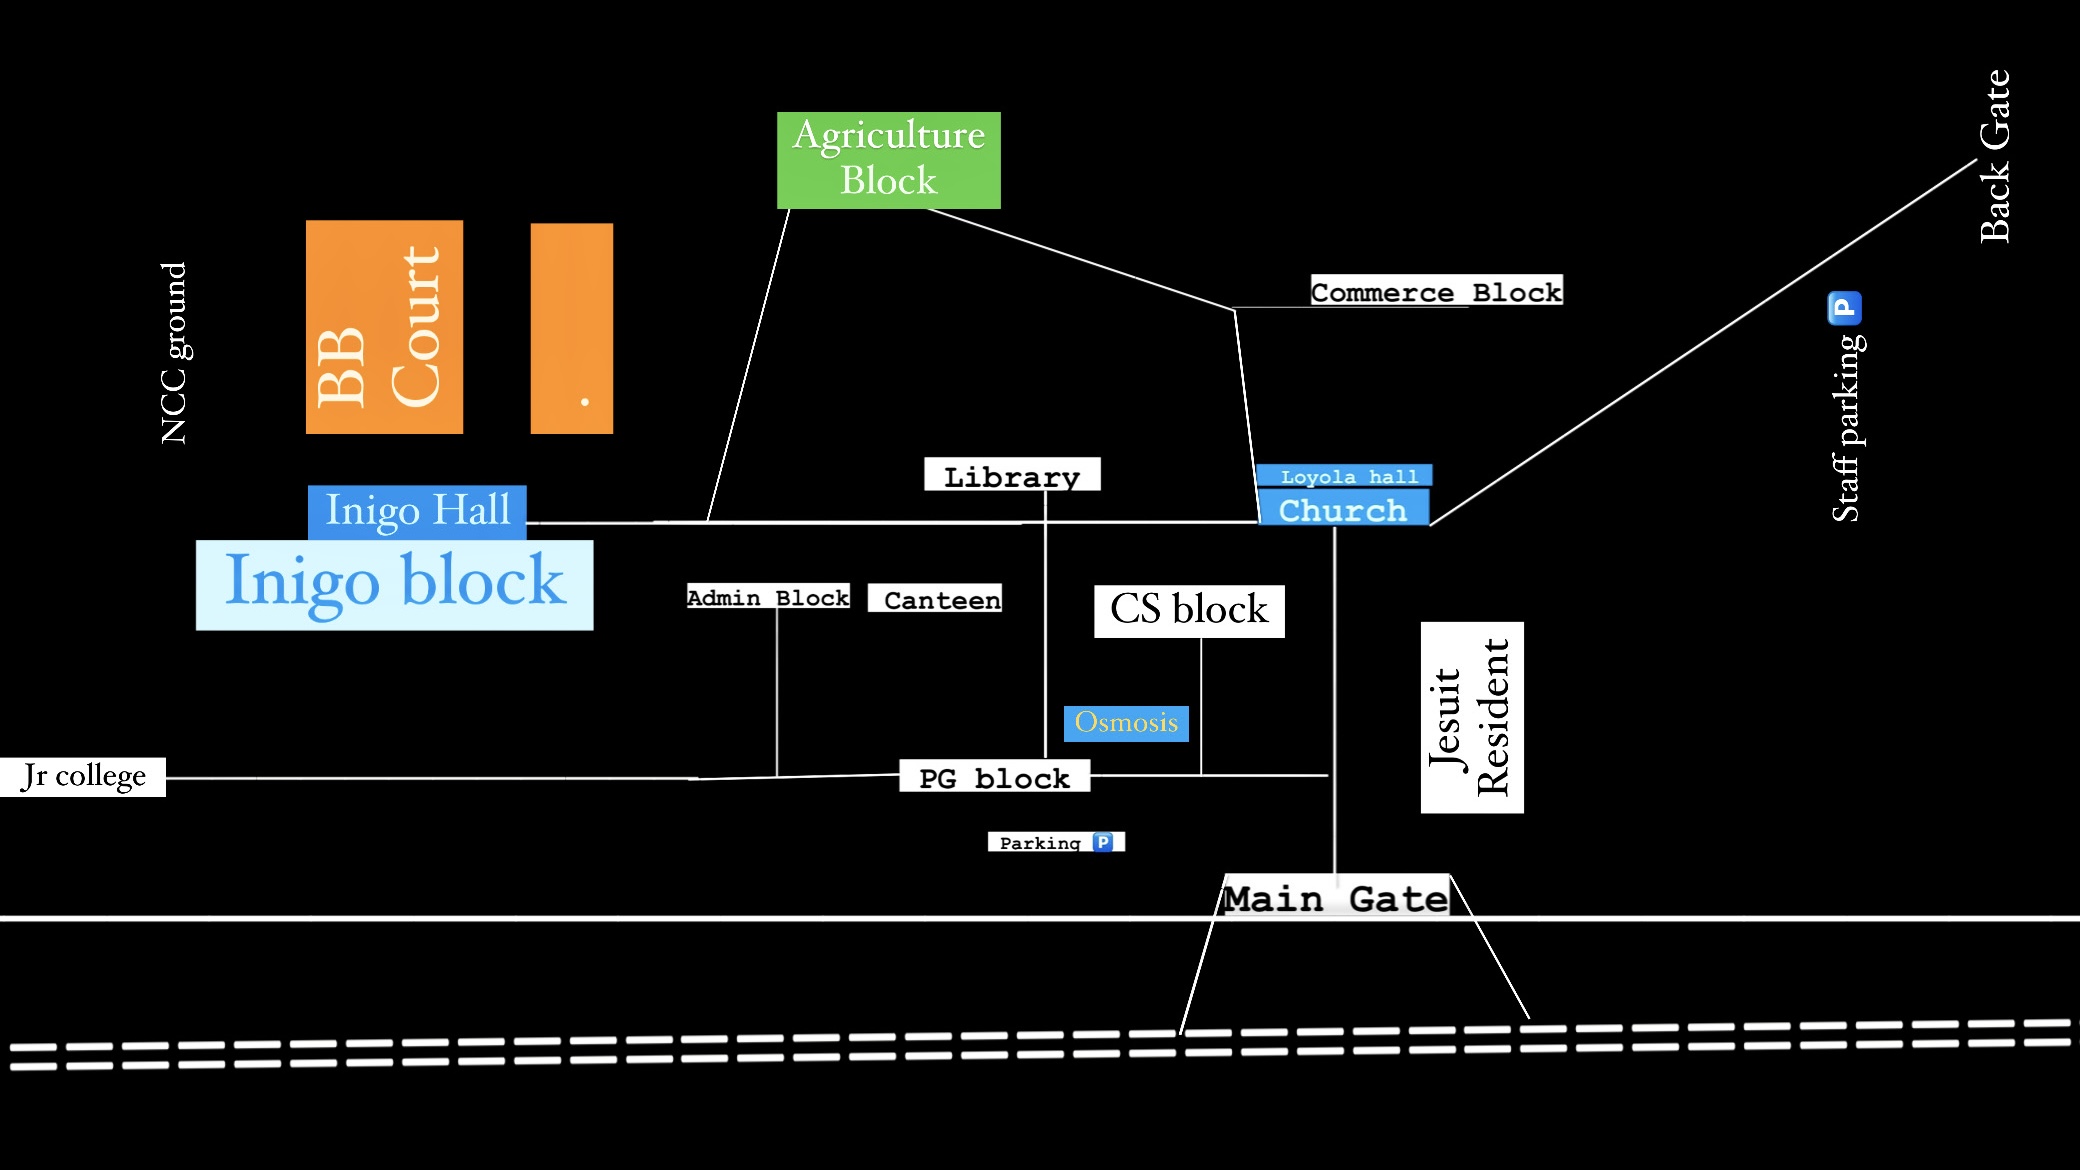 Agriculture
Block
Back Gate
BB
Court
.
NCC ground
Commerce Block
🅿️
Staff parking
Library
Loyola hall
Church
Inigo Hall
Inigo block
Admin Block
Canteen
CS block
Jesuit
Resident
Osmosis
Jr college
PG block
Parking 🅿️
Main Gate